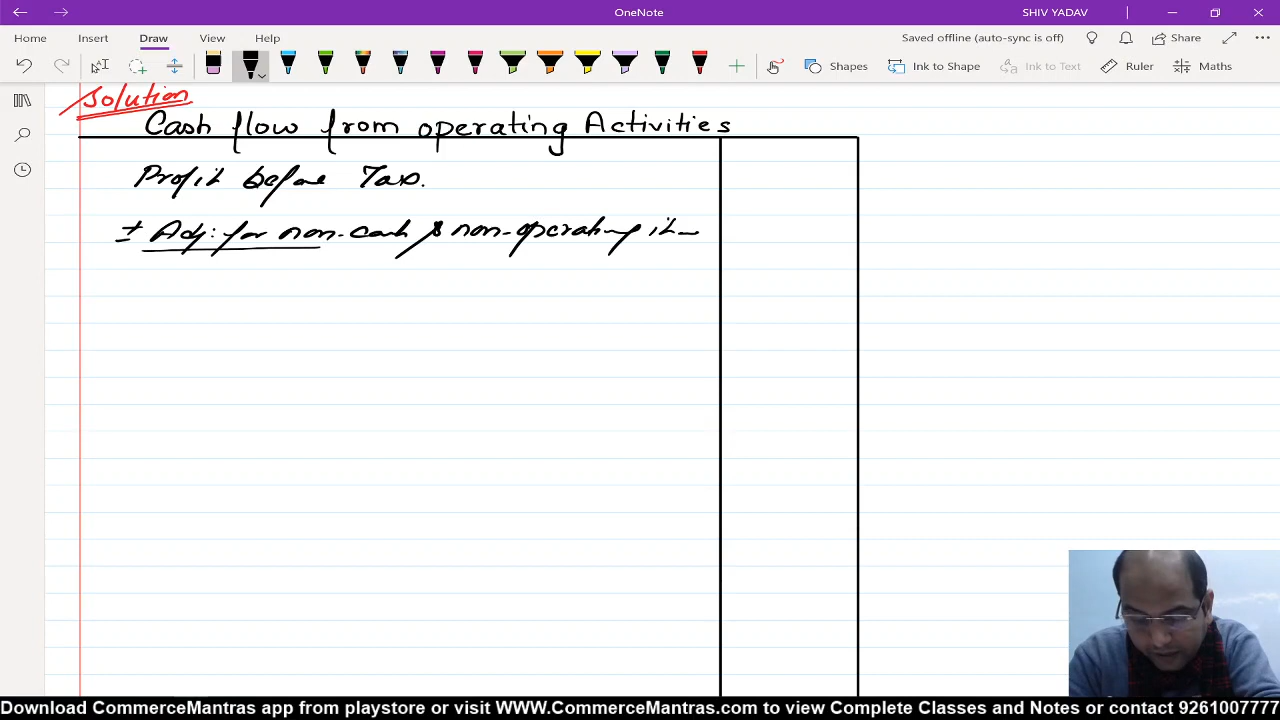 OneNote
SHIV YADAV
Home Insert Draw View Help
Saved offline (auto-sync is off) Share
Shapes Ink to Shape Ink to Text Ruler Maths
Solution
Cash flow from operating Activities
Profit before Tax.
± Adj: for non-cash & non-operating item
Download CommerceMantras app from playstore or visit WWW.CommerceMantras.com to view Complete Classes and Notes or contact 9261007777